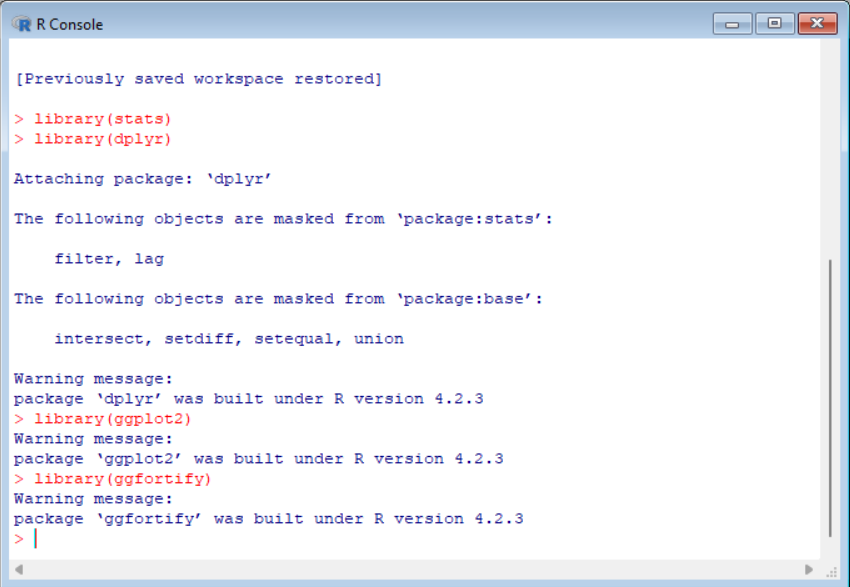 R Console
[Previously saved workspace restored]
> library(stats)
> library(dplyr)
Attaching package: ‘dplyr’
The following objects are masked from ‘package:stats’:
filter, lag
The following objects are masked from ‘package:base’:
intersect, setdiff, setequal, union
Warning message:
package ‘dplyr’ was built under R version 4.2.3
> library(ggplot2)
Warning message:
package ‘ggplot2’ was built under R version 4.2.3
> library(ggfortify)
Warning message:
package ‘ggfortify’ was built under R version 4.2.3
>